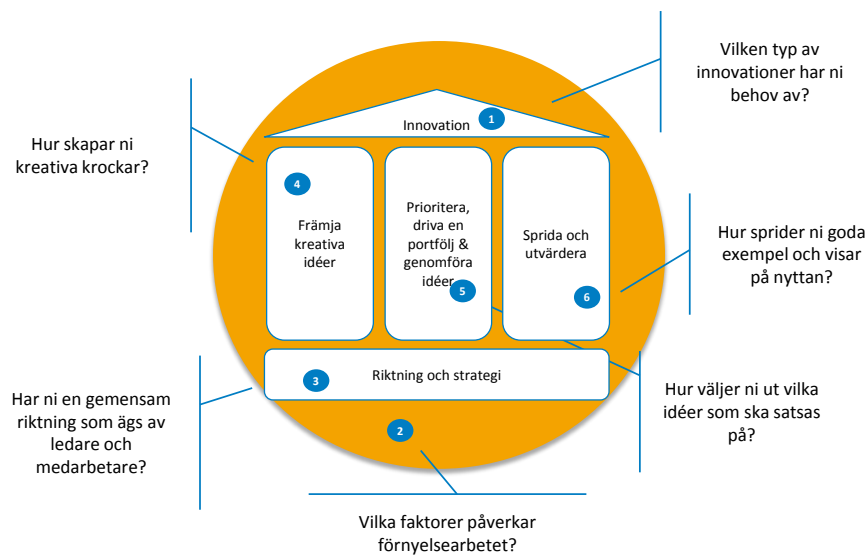 Vilken typ av
innovationer har ni
behov av?
Hur skapar ni
kreativa krockar?
1
Innovation
4
Främja
kreativa
idéer
Prioritera,
driva en
portfölj &
genomföra
idéer
5
Sprida och
utvärdera
6
Hur sprider ni goda
exempel och visar
på nyttan?
3
Riktning och strategi
Har ni en gemensam
riktning som ägs av
ledare och
medarbetare?
Hur väljer ni ut vilka
idéer som ska satsas
på?
2
Vilka faktorer påverkar
förnyelsearbetet?